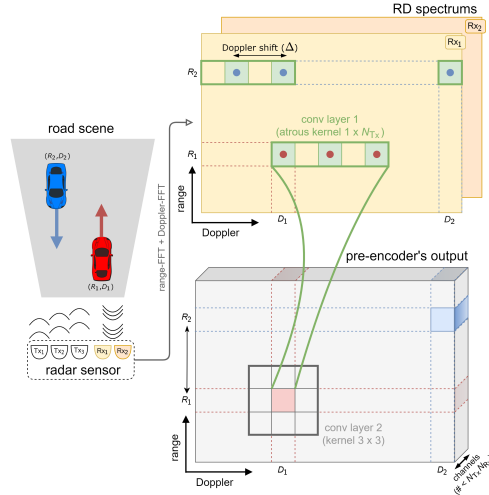 RD spectrums
Rx2
Rx1
Doppler shift (Δ)
R2
conv layer 1
(atrous kernel 1 x NTx)
R1
range
D1
D2
Doppler
road scene
(R2,D2)
(R1,D1)
range-FFT + Doppler-FFT
Tx1 Tx2 Tx3 Rx1 Rx2
radar sensor
pre-encoder's output
R2
R1
conv layer 2
(kernel 3 x 3)
range
D1
D2
Doppler
channels
(# < NTx NR